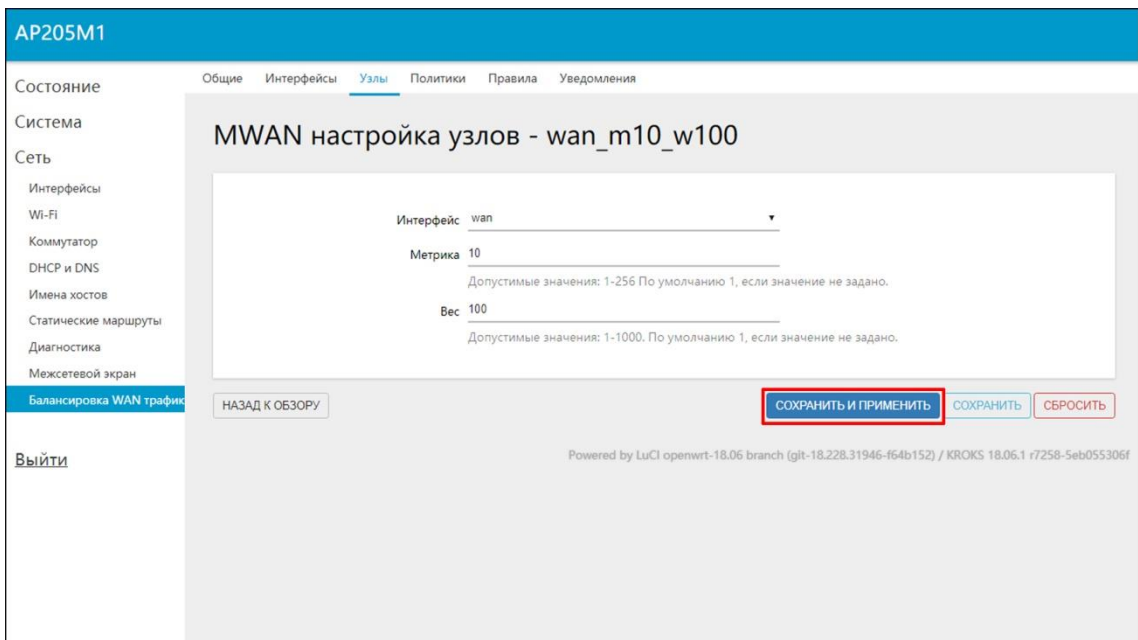 AP205M1
Состояние
Система
Сеть
Интерфейсы
Wi-Fi
Коммутатор
DHCP и DNS
Имена хостов
Статические маршруты
Диагностика
Межсетевой экран
Балансировка WAN трафик
Выйти
Общие Интерфейсы Узлы Политики Правила Уведомления
MWAN настройка узлов - wan_m10_w100
Интерфейс wan
Метрика 10
Допустимые значения: 1-256 По умолчанию 1, если значение не задано.
Вес 100
Допустимые значения: 1-1000. По умолчанию 1, если значение не задано.
НАЗАД К ОБЗОРУ СОХРАНИТЬ И ПРИМЕНИТЬ СОХРАНИТЬ СБРОСИТЬ
Powered by LuCI openwrt-18.06 branch (git-18.228.31946-f64b152) / KROKS 18.06.1 r7258-5eb055306f